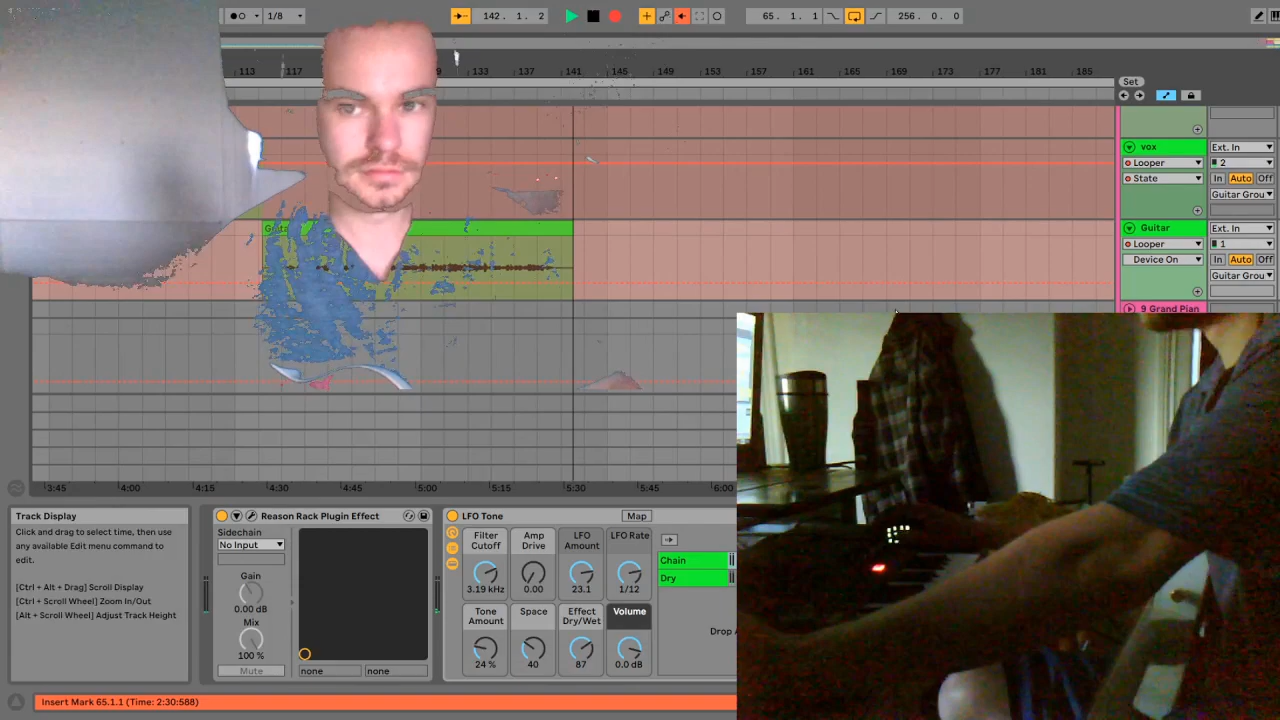 1/8
142. 1. 2
65. 1. 1
256. 0. 0
113 117 133 137 141 145 149 153 157 161 165 169 173 177 181 185
Set
vox
Ext. In
Looper
2
State
In Auto Off
Guitar Grou
Guitar
Ext. In
Looper
1
Device On
In Auto Off
Guitar Grou
9 Grand Pian
3:45 4:00 4:15 4:30 4:45 5:00 5:15 5:30 5:45 6:00
Track Display
Click and drag to select time, then use
any available Edit menu command to
edit.
[Ctrl + Alt + Drag] Scroll Display
[Ctrl + Scroll Wheel] Zoom In/Out
[Alt + Scroll Wheel] Adjust Track Height
Reason Rack Plugin Effect
Sidechain
No Input
Gain
0.00 dB
Mix
100 %
Mute
none
none
LFO Tone
Map
Filter Cutoff
3.19 kHz
Amp Drive
0.00
LFO Amount
23.1
LFO Rate
1/12
Tone Amount
24 %
Space
40
Effect Dry/Wet
87
Volume
0.0 dB
Chain
Dry
Drop
Insert Mark 65.1.1 (Time: 2:30:588)